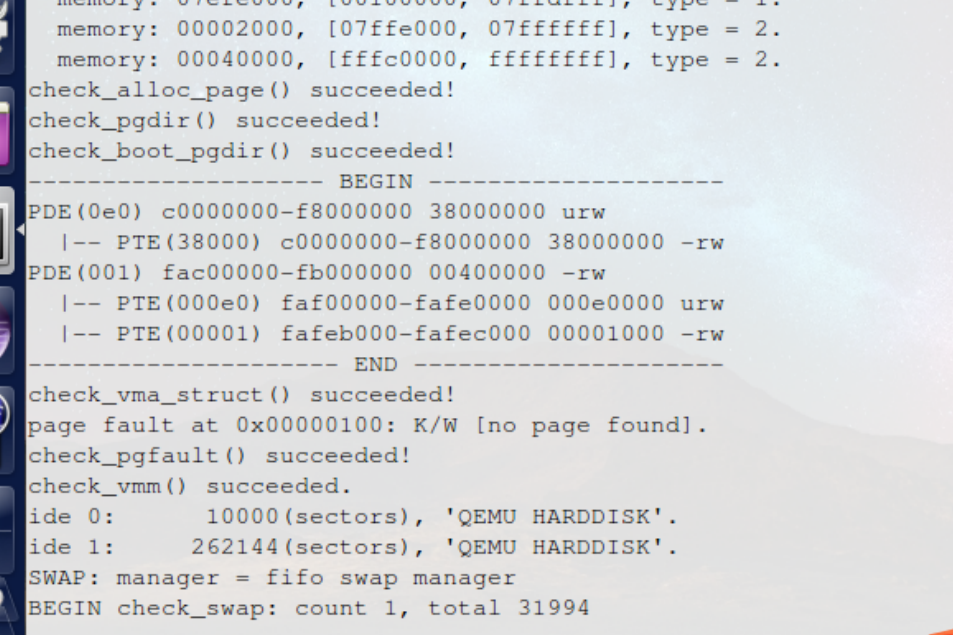 memory: 07efe000, [00100000, 07ffdfff], type = 1.
memory: 00002000, [07ffe000, 07ffffff], type = 2.
memory: 00040000, [fffc0000, ffffffff], type = 2.
check_alloc_page() succeeded!
check_pgdir() succeeded!
check_boot_pgdir() succeeded!
-------------------- BEGIN --------------------
PDE(0e0) c0000000-f8000000 38000000 urw
|-- PTE(38000) c0000000-f8000000 38000000 -rw
PDE(001) fac00000-fb000000 00400000 -rw
|-- PTE(000e0) faf00000-fafe0000 000e0000 urw
|-- PTE(00001) fafeb000-fafec000 00001000 -rw
--------------------- END ---------------------
check_vma_struct() succeeded!
page fault at 0x00000100: K/W [no page found].
check_pgfault() succeeded!
check_vmm() succeeded.
ide 0:      10000(sectors), 'QEMU HARDDISK'.
ide 1:     262144(sectors), 'QEMU HARDDISK'.
SWAP: manager = fifo swap manager
BEGIN check_swap: count 1, total 31994